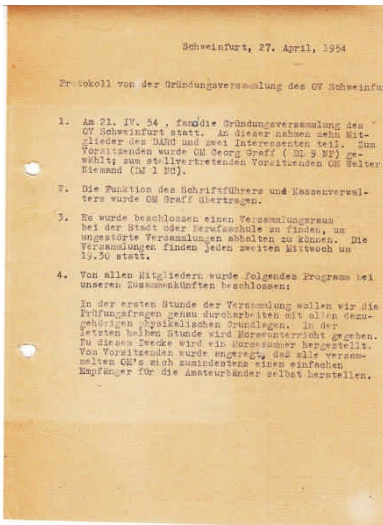 Schweinfurt, 27. April, 1954
Protokoll von der Gründungsversammlung des OV Schweinfu
1. Am 21. IV. 54 , fand die Gründungsversammlung des
OV Schweinfurt statt. An dieser nahmen zehn Mit-
glieder des DARC und zwei Interessenten teil. Zum
Vorsitzenden wurde OM Georg Graff ( DL 9 NP) ge-
wählt; zum stellvertretenden Vorsitzenden OM Walter
Niemand (DJ 1 NC).
2. Die Funktion des Schriftführers und Kassenverwal-
ters wurde OM Graff übertragen.
3. Es wurde beschlossen einen Versammlungsraum
bei der Stadt oder Berufsschule zu finden, um
ungestörte Versammlungen abhalten zu können. Die
Versammlungen finden jeden zweiten Mittwoch um
19.30 statt.
4. Von allen Mitgliedern wurde folgendes Programm bei
unseren Zusammenkünften beschlossen:
In der ersten Stunde der Versammlung wollen wir die
Prüfungsfragen genau durcharbeiten mit allen dazu-
gehörigen physikalischen Grundlagen. In der
letzten halben Stunde wird Morseunterricht gegeben.
Zu diesem Zwecke wird ein Morsesummer hergestellt.
Vom Vorsitzenden wurde angeregt, daß alle versam-
melten OM's sich zumindestens einen einfachen
Empfänger für die Amateurbänder selbst herstellen.